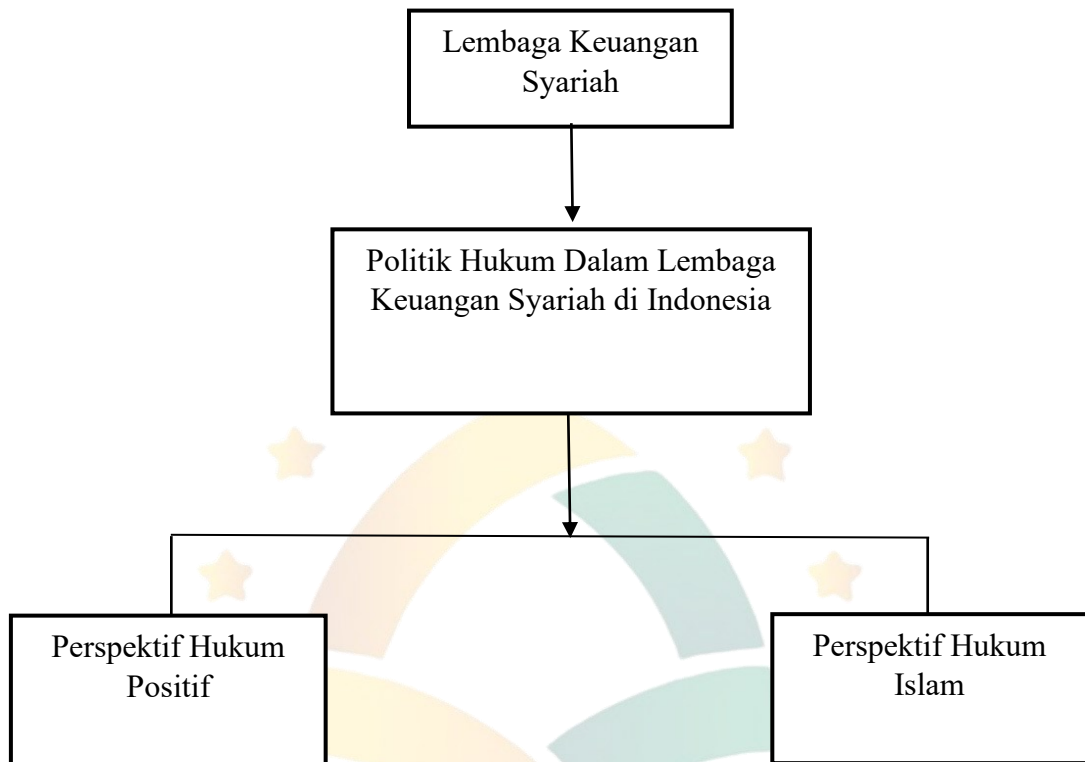 Lembaga Keuangan
Syariah
Politik Hukum Dalam Lembaga
Keuangan Syariah di Indonesia
Perspektif Hukum
Positif
Perspektif Hukum
Islam